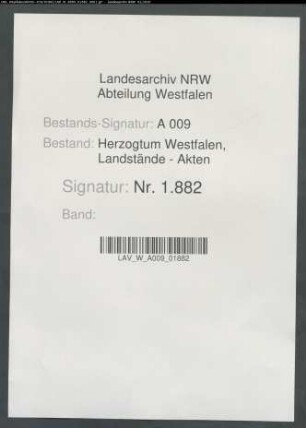 Landesarchiv NRW
Abteilung Westfalen
Bestands-Signatur: A 009
Bestand: Herzogtum Westfalen,
Landstände - Akten
Signatur: Nr. 1.882
Band:
LAV_W_A009_01882